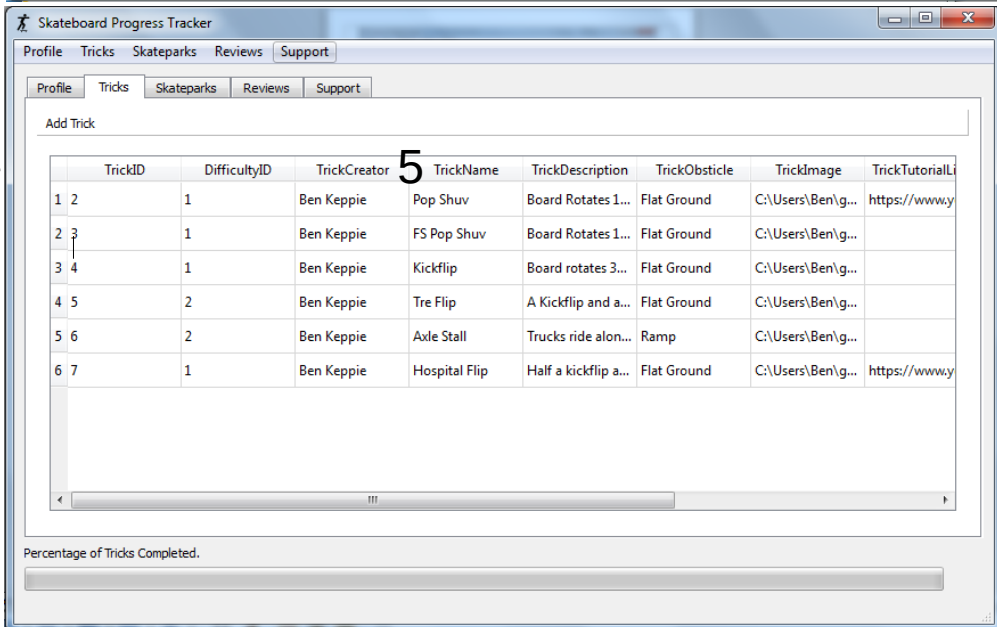 Skateboard Progress Tracker
Profile Tricks Skateparks Reviews Support
Profile Tricks Skateparks Reviews Support
Add Trick
5
TrickID DifficultyID TrickCreator TrickName TrickDescription TrickObsticle TrickImage TrickTutorialLi
1 2 1 Ben Keppie Pop Shuv Board Rotates 1... Flat Ground C:\Users\Ben\g... https://www.y
2 3 1 Ben Keppie FS Pop Shuv Board Rotates 1... Flat Ground C:\Users\Ben\g...
3 4 1 Ben Keppie Kickflip Board rotates 3... Flat Ground C:\Users\Ben\g...
4 5 2 Ben Keppie Tre Flip A Kickflip and a... Flat Ground C:\Users\Ben\g...
5 6 2 Ben Keppie Axle Stall Trucks ride alon... Ramp C:\Users\Ben\g...
6 7 1 Ben Keppie Hospital Flip Half a kickflip a... Flat Ground C:\Users\Ben\g... https://www.y
Percentage of Tricks Completed.